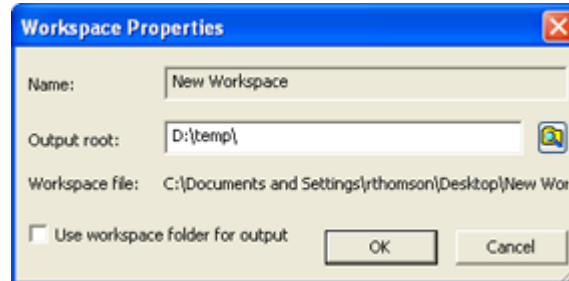 Workspace Properties
Name: New Workspace
Output root: D:\temp\
Workspace file: C:\Documents and Settings\rthomson\Desktop\New Wor
Use workspace folder for output
OK Cancel